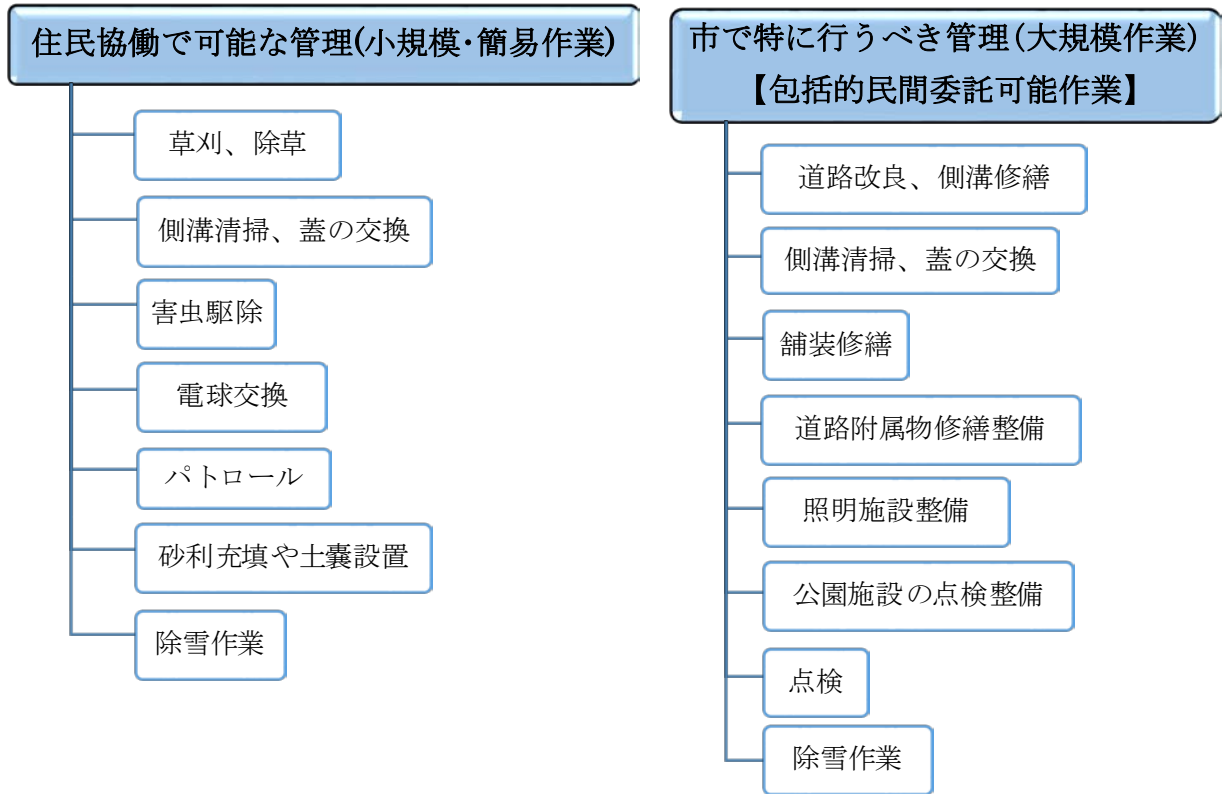 住民協働で可能な管理(小規模･簡易作業)
草刈、除草
側溝清掃、蓋の交換
害虫駆除
電球交換
パトロール
砂利充填や土嚢設置
除雪作業
市で特に行うべき管理(大規模作業)
【包括的民間委託可能作業】
道路改良、側溝修繕
側溝清掃、蓋の交換
舗装修繕
道路附属物修繕整備
照明施設整備
公園施設の点検整備
点検
除雪作業